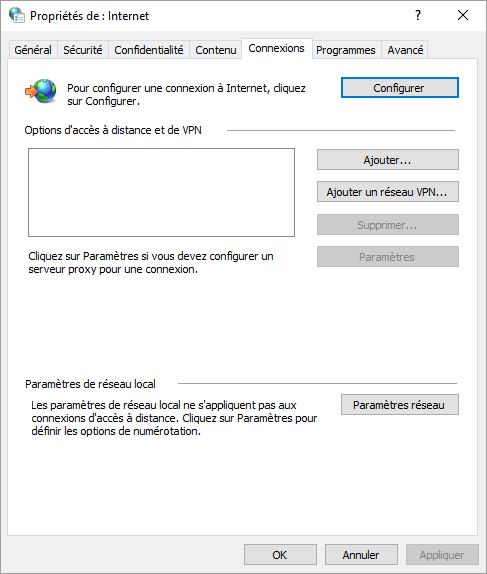 Propriétés de : Internet
?
Général Sécurité Confidentialité Contenu Connexions Programmes Avancé
Pour configurer une connexion à Internet, cliquez
sur Configurer.
Configurer
Options d'accès à distance et de VPN
Ajouter...
Ajouter un réseau VPN...
Supprimer...
Cliquez sur Paramètres si vous devez configurer un
serveur proxy pour une connexion.
Paramètres
Paramètres de réseau local
Les paramètres de réseau local ne s'appliquent pas aux
connexions d'accès à distance. Cliquez sur Paramètres pour
définir les options de numérotation.
Paramètres réseau
OK Annuler Appliquer